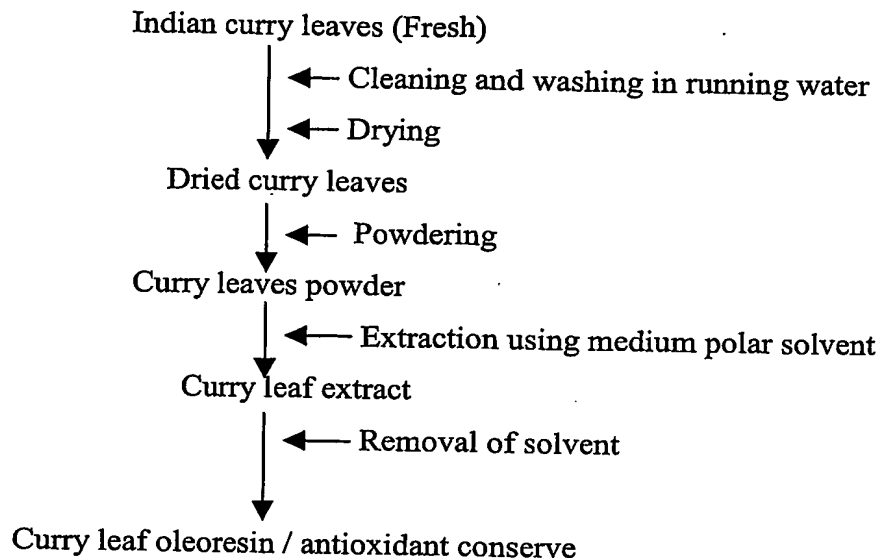 Indian curry leaves (Fresh)
Cleaning and washing in running water
Drying
Dried curry leaves
Powdering
Curry leaves powder
Extraction using medium polar solvent
Curry leaf extract
Removal of solvent
Curry leaf oleoresin / antioxidant conserve